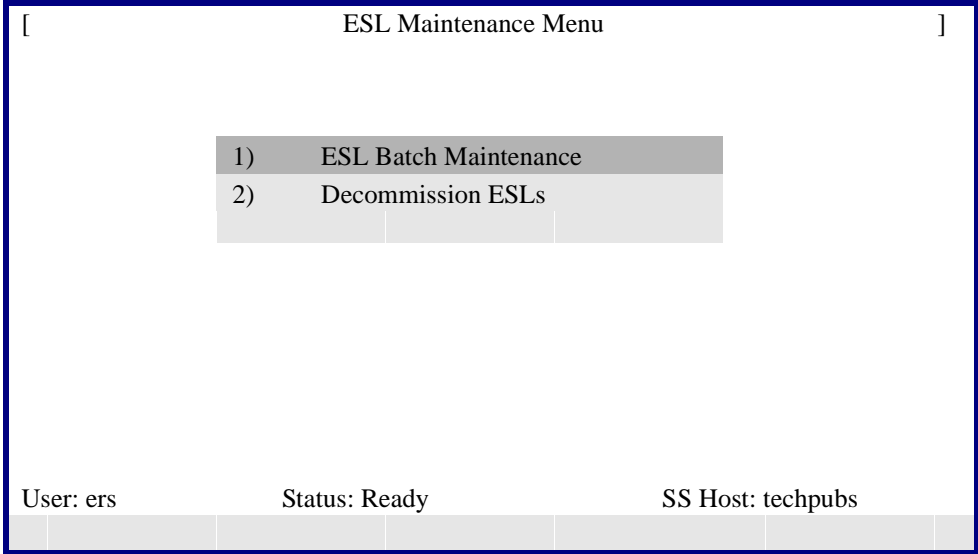 [ ESL Maintenance Menu ]
1) ESL Batch Maintenance
2) Decommission ESLs
User: ers Status: Ready SS Host: techpubs